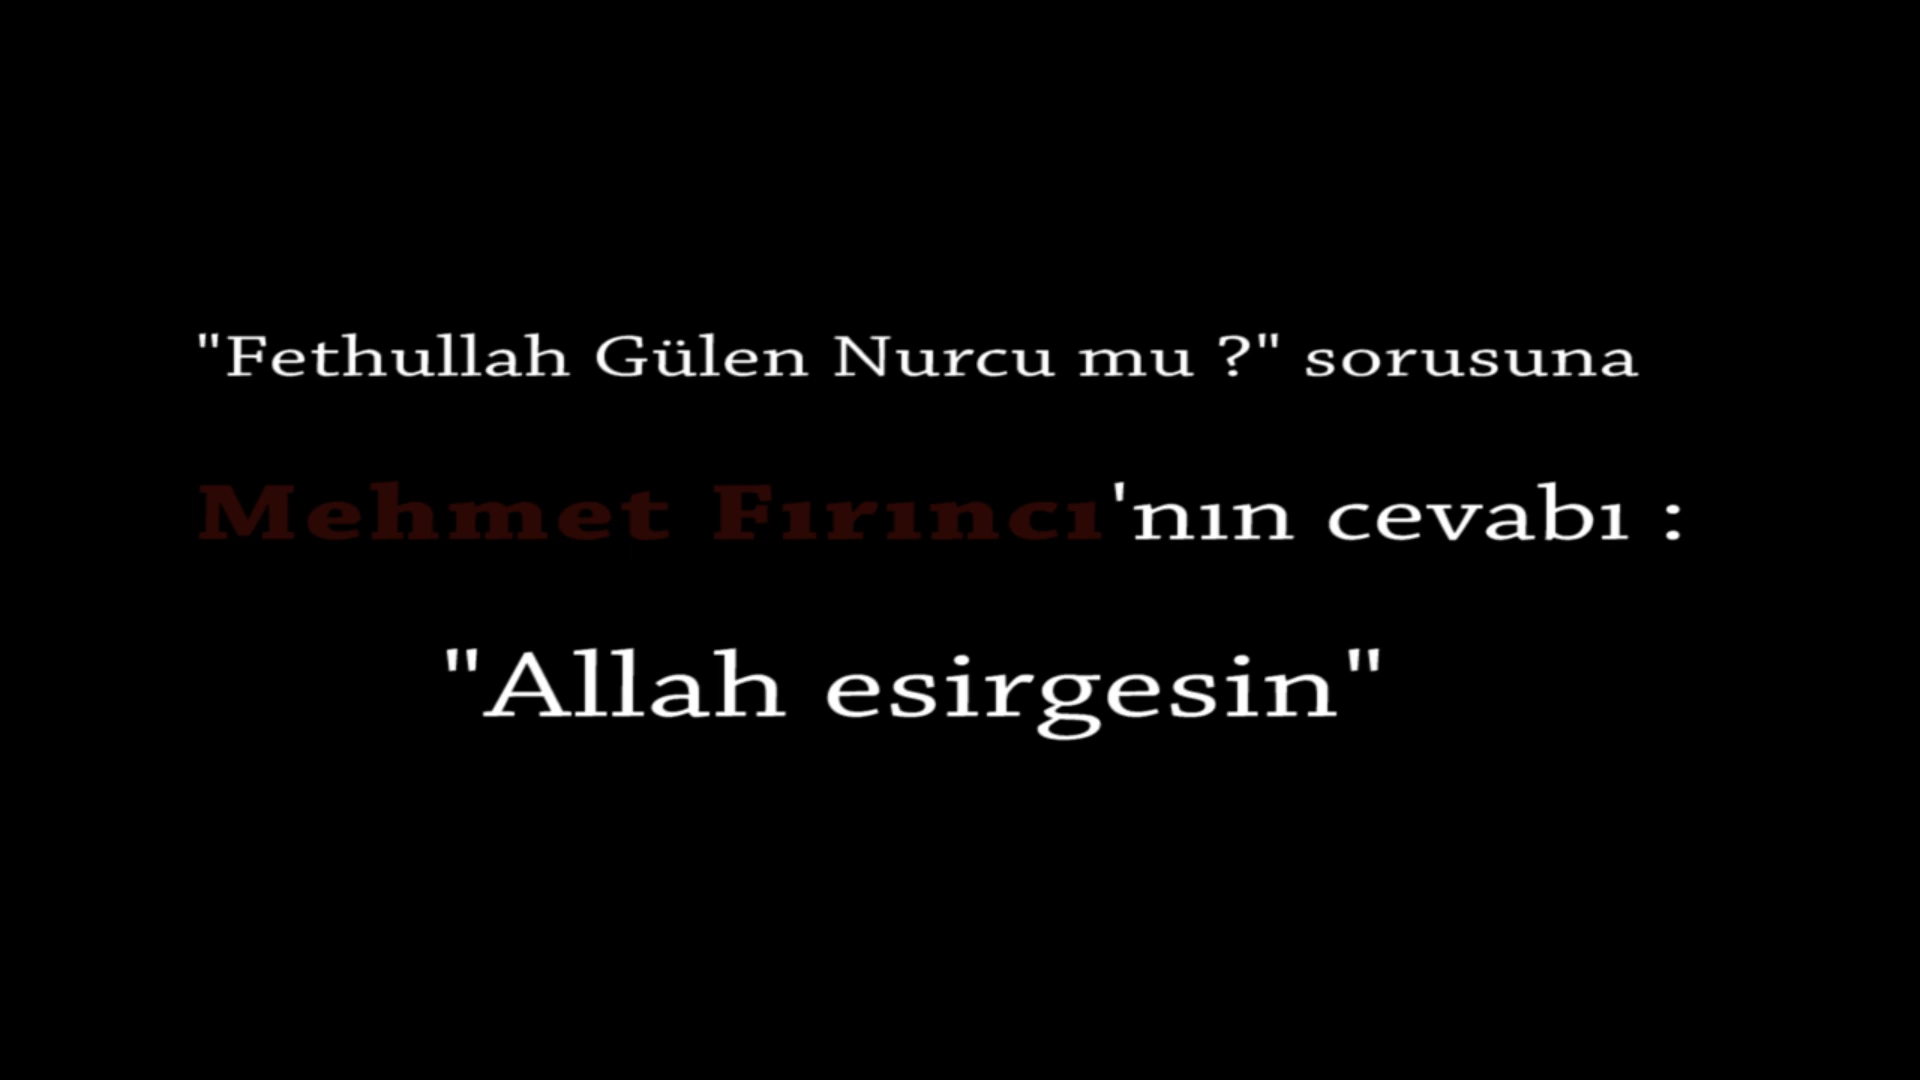 "Fethullah Gülen Nurcu mu ?" sorusuna
Mehmet Fırıncı'nın cevabı :
"Allah esirgesin"